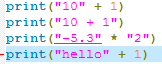 print("10" + 1)
print("10 + 1")
print("-5.3" * "2")
print("hello" + 1)